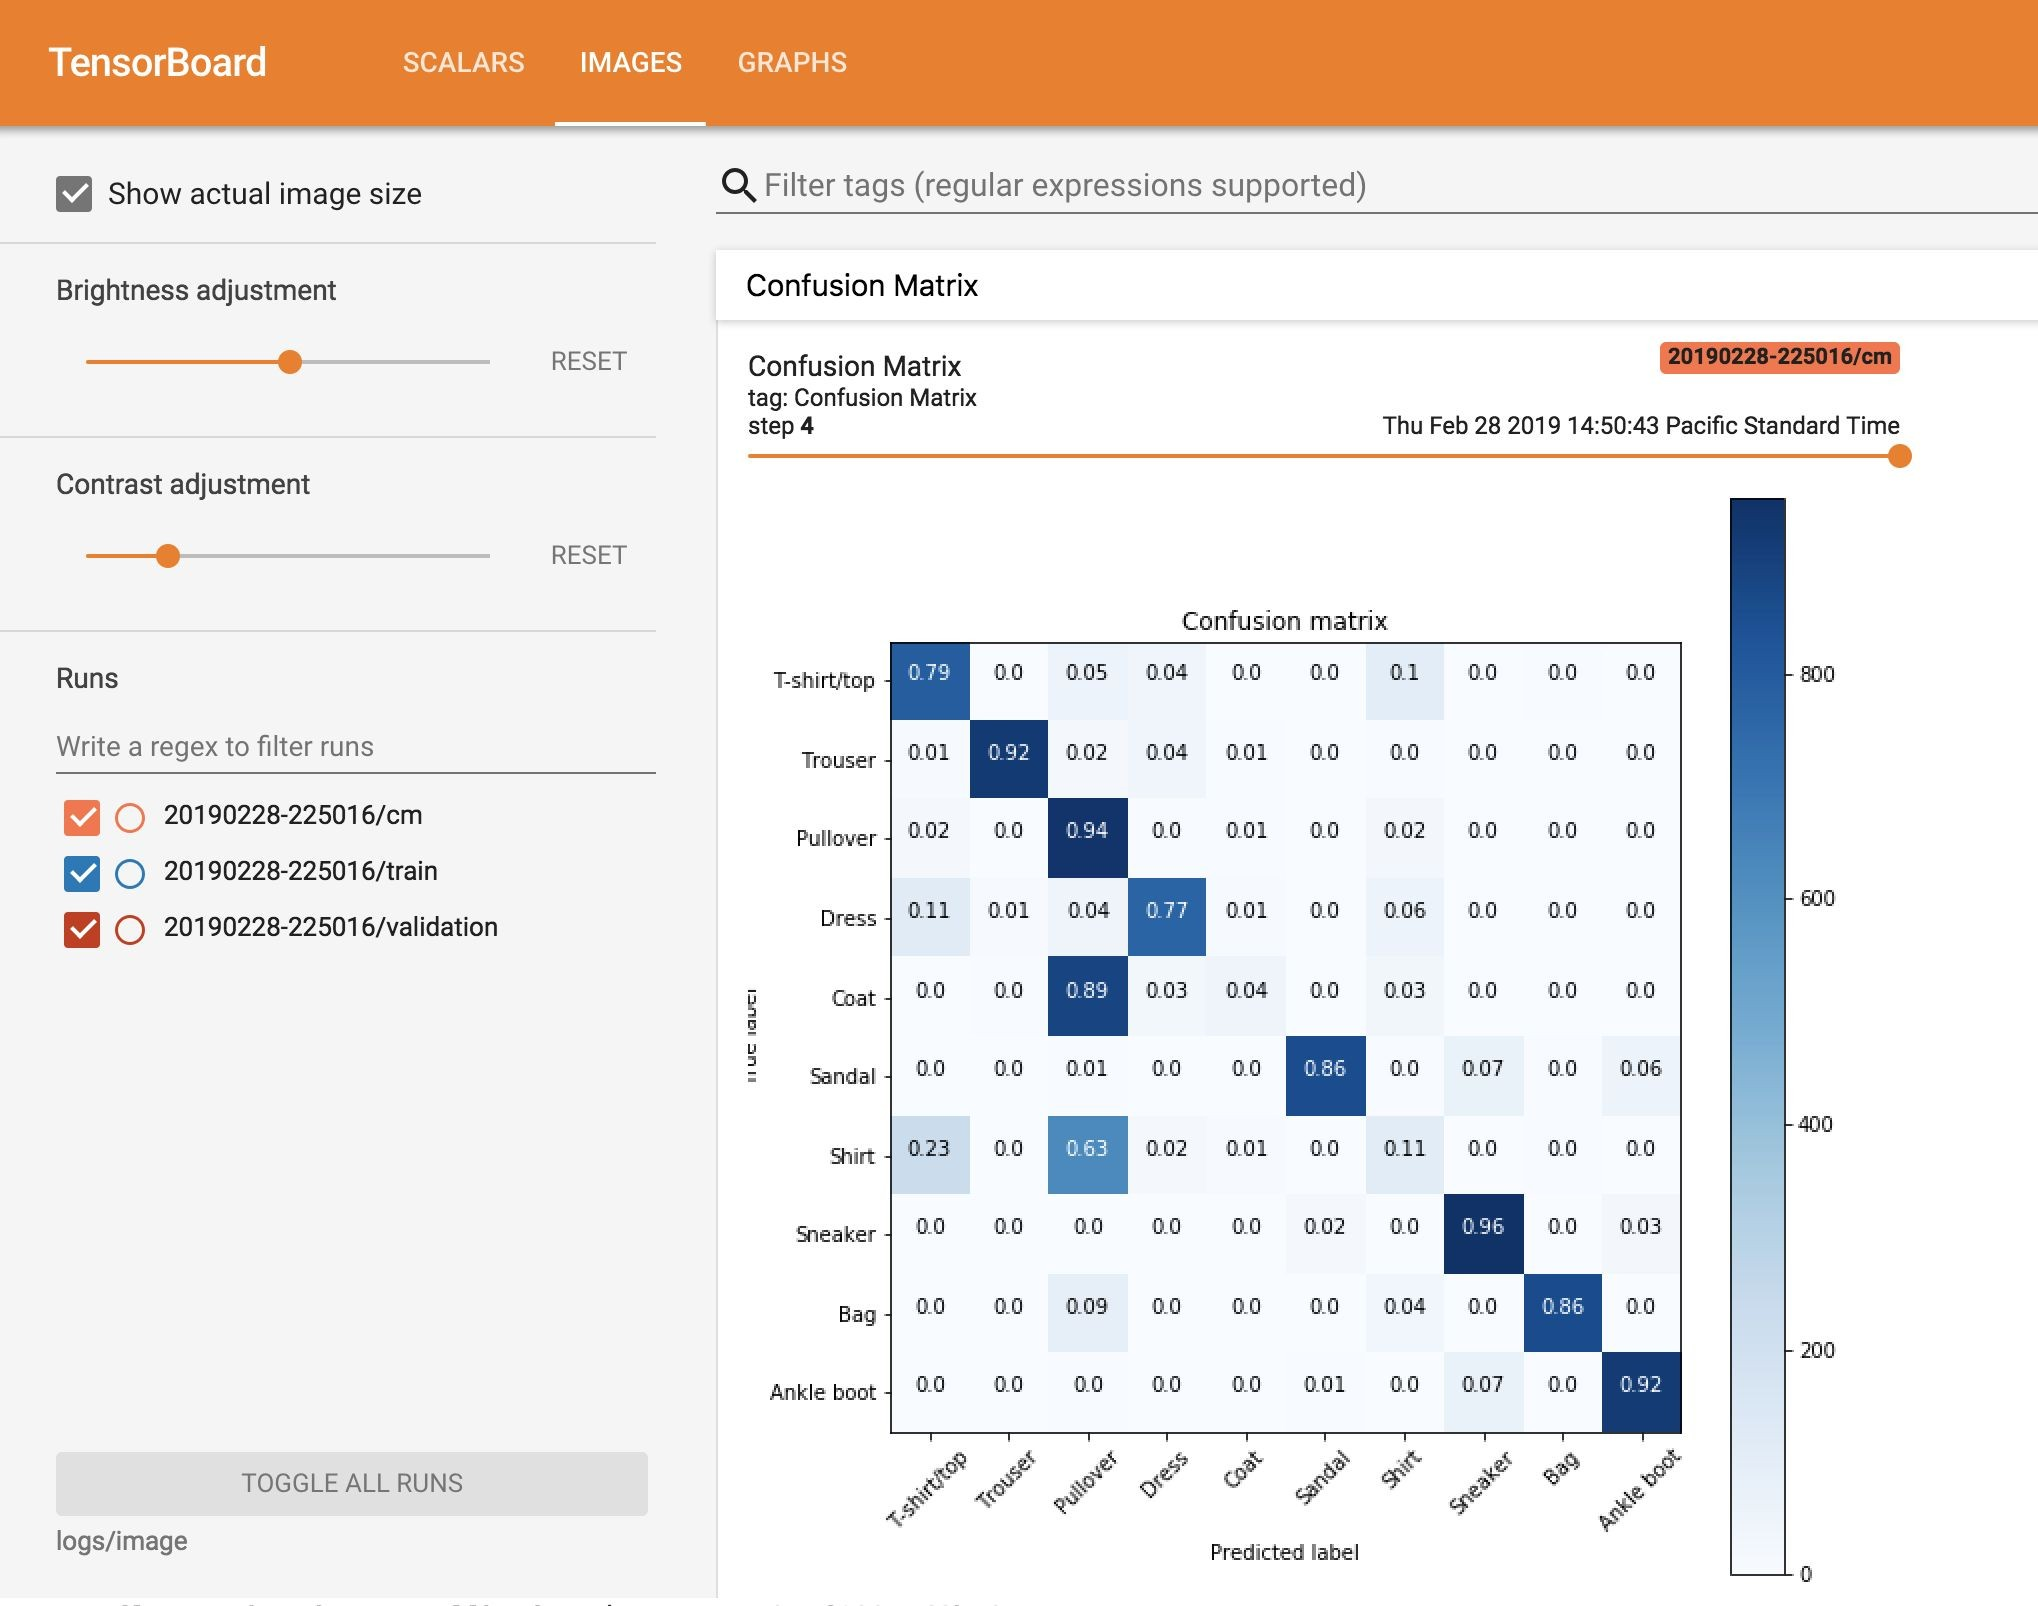 TensorBoard SCALARS IMAGES GRAPHS
Show actual image size
Brightness adjustment
RESET
Contrast adjustment
RESET
Runs
Write a regex to filter runs
20190228-225016/cm
20190228-225016/train
20190228-225016/validation
TOGGLE ALL RUNS
logs/image
Filter tags (regular expressions supported)
Confusion Matrix
Confusion Matrix
20190228-225016/cm
tag: Confusion Matrix
step 4
Thu Feb 28 2019 14:50:43 Pacific Standard Time
Confusion matrix
T-shirt/top 0.79 0.0 0.05 0.04 0.0 0.0 0.1 0.0 0.0 0.0
Trouser 0.01 0.92 0.02 0.04 0.01 0.0 0.0 0.0 0.0 0.0
Pullover 0.02 0.0 0.94 0.0 0.01 0.0 0.02 0.0 0.0 0.0
Dress 0.11 0.01 0.04 0.77 0.01 0.0 0.06 0.0 0.0 0.0
Coat 0.0 0.0 0.89 0.03 0.04 0.0 0.03 0.0 0.0 0.0
Sandal 0.0 0.0 0.01 0.0 0.0 0.86 0.0 0.07 0.0 0.06
Shirt 0.23 0.0 0.63 0.02 0.01 0.0 0.11 0.0 0.0 0.0
Sneaker 0.0 0.0 0.0 0.0 0.0 0.02 0.0 0.96 0.0 0.03
Bag 0.0 0.0 0.09 0.0 0.0 0.0 0.04 0.0 0.86 0.0
Ankle boot 0.0 0.0 0.0 0.0 0.0 0.01 0.0 0.07 0.0 0.92
T-shirt/top Trouser Pullover Dress Coat Sandal Shirt Sneaker Bag Ankle boot
Predicted label
800
600
400
200
0